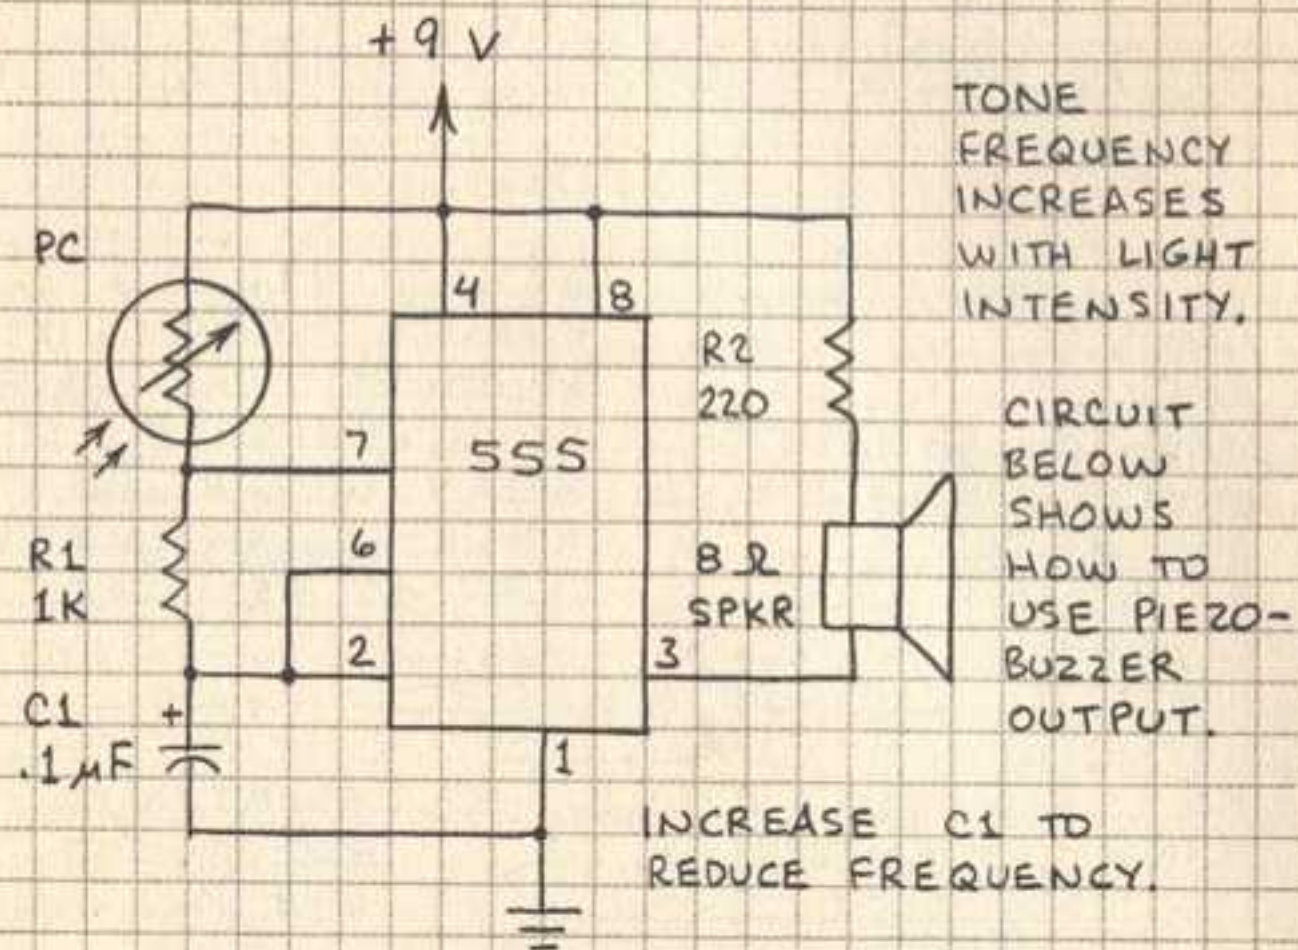 +9 V
TONE
FREQUENCY
INCREASES
WITH LIGHT
INTENSITY.
PC
4
8
R2
220
7
555
CIRCUIT
BELOW
SHOWS
HOW TO
USE PIEZO-
BUZZER
OUTPUT.
R1
1K
6
8 Ω
SPKR
2
3
C1
+
.1 µF
1
INCREASE C1 TO
REDUCE FREQUENCY.